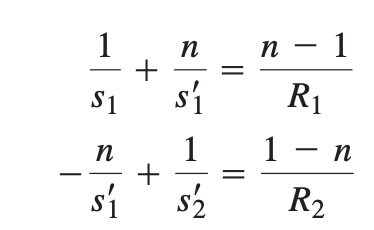 1/s₁ + n/s′₁ = (n − 1)/R₁
−n/s′₁ + 1/s′₂ = (1 − n)/R₂